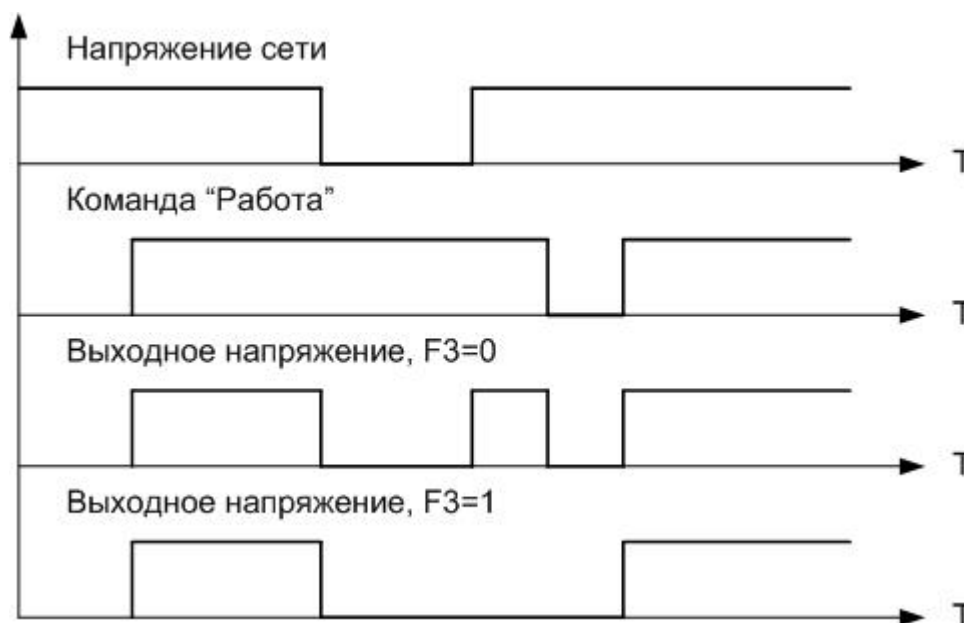 Напряжение сети
T
Команда “Работа”
T
Выходное напряжение, F3=0
T
Выходное напряжение, F3=1
T